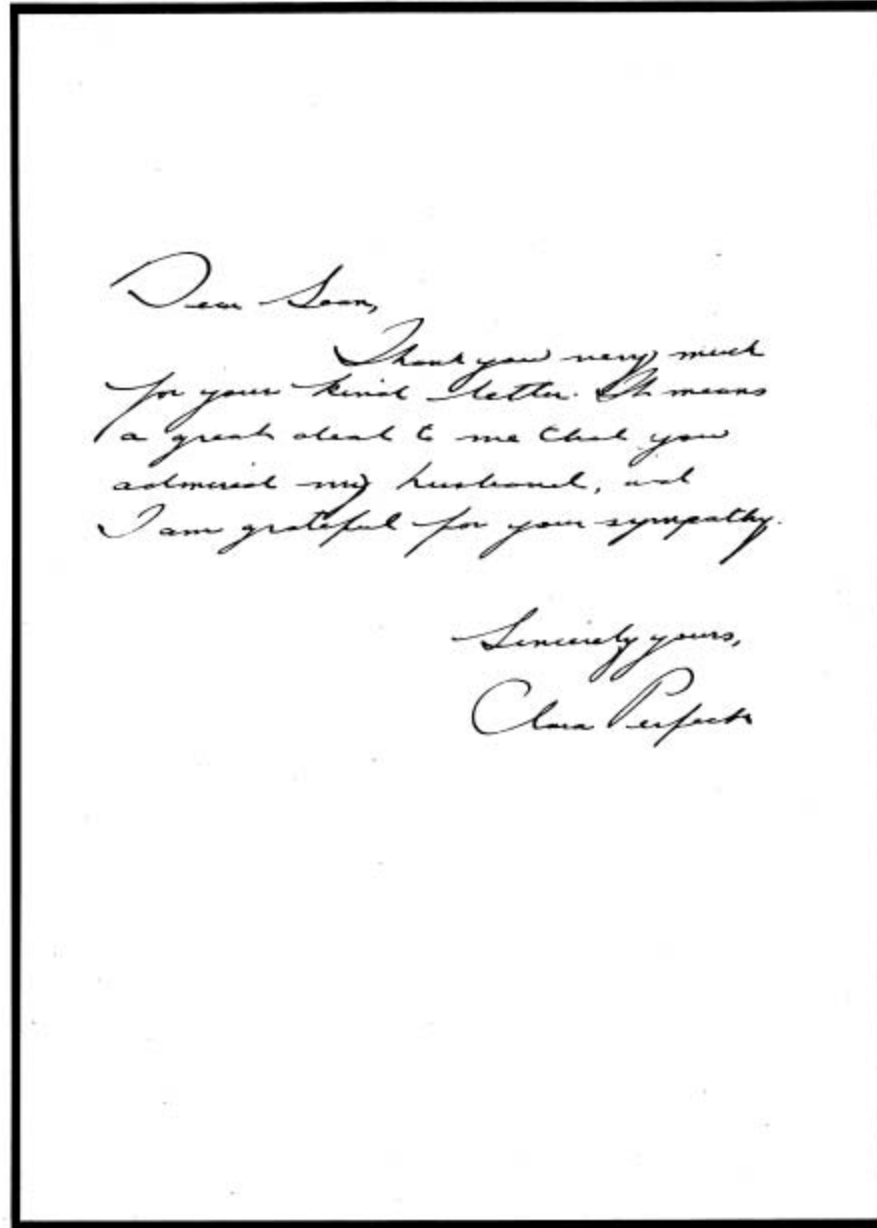 Dear Sean,
Thank you very much
for your kind letter. It means
a great deal to me that you
admired my husband, and
I am grateful for your sympathy.
Sincerely yours,
Clara Perfect